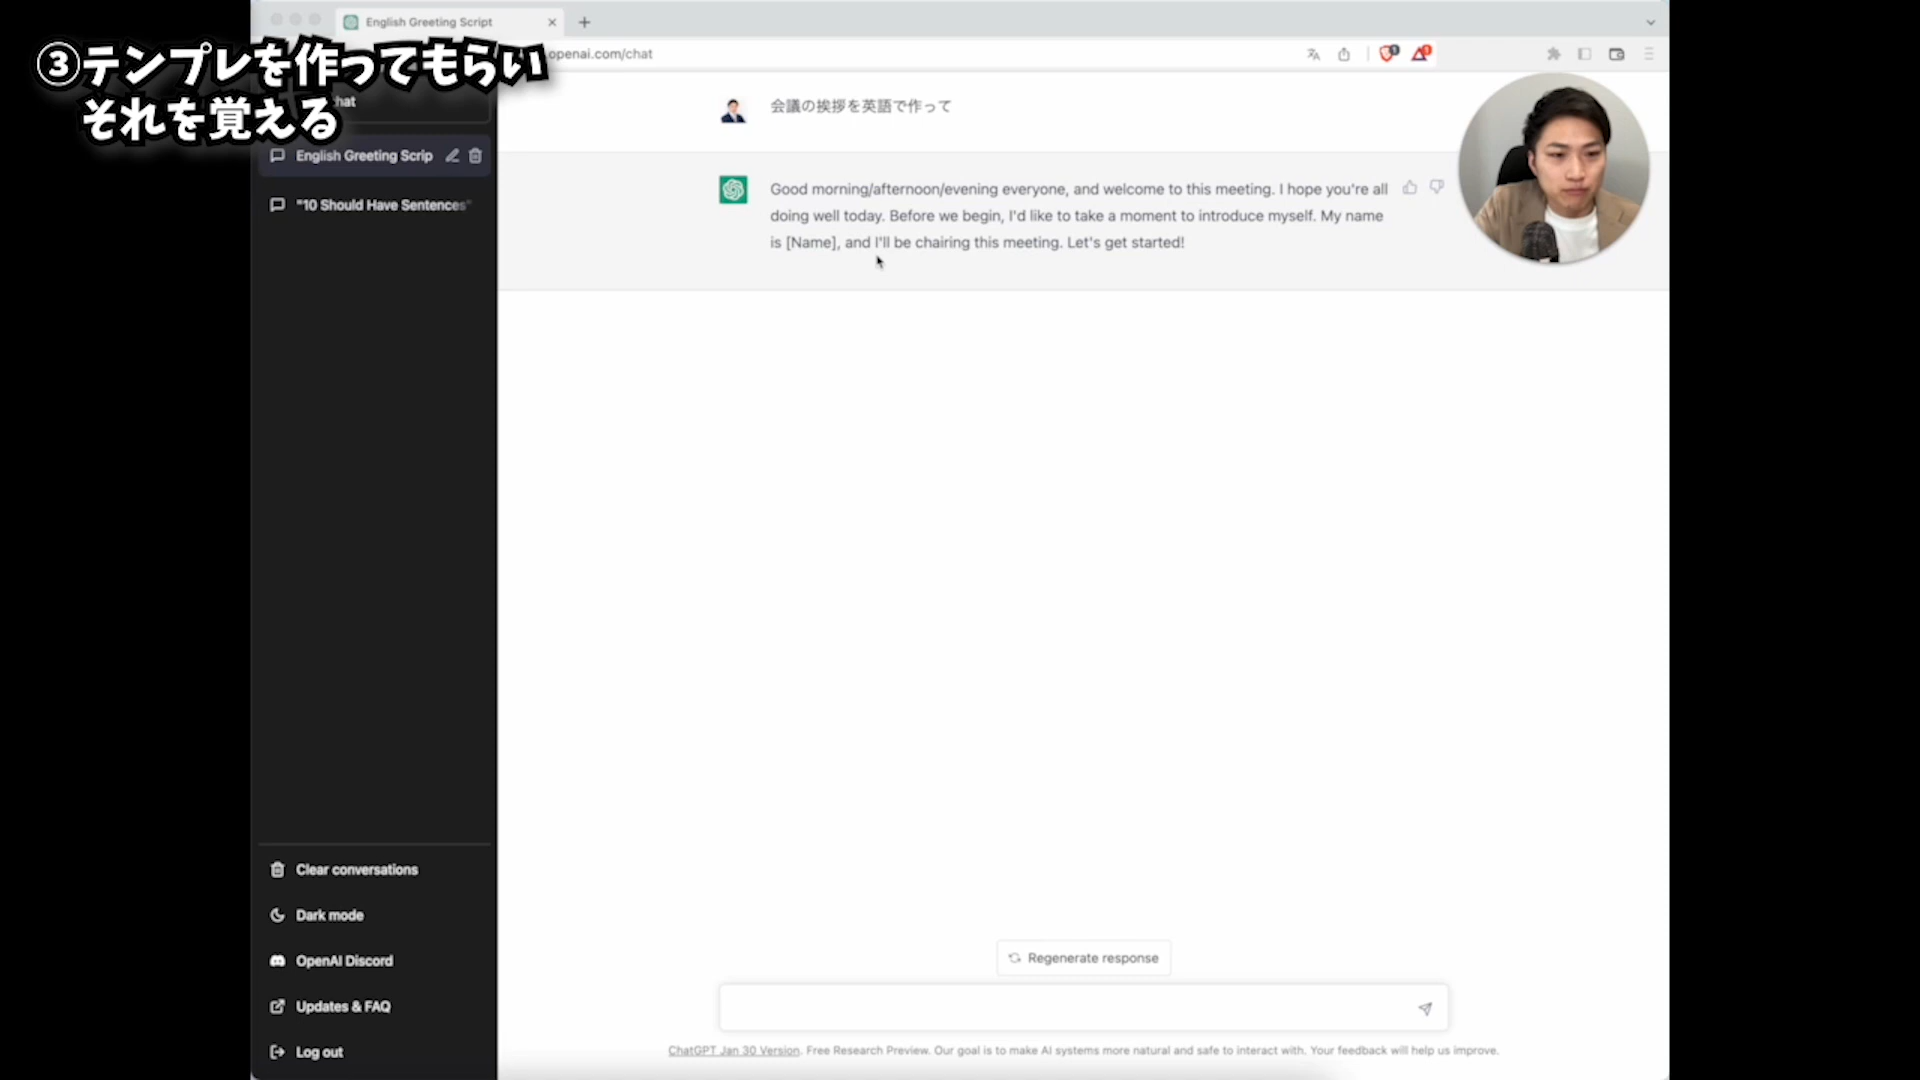 ③テンプレを作ってもらい
それを覚える
English Greeting Script
openai.com/chat
hat
English Greeting Scrip
"10 Should Have Sentences"
会議の挨拶を英語で作って
Good morning/afternoon/evening everyone, and welcome to this meeting. I hope you're all
doing well today. Before we begin, I'd like to take a moment to introduce myself. My name
is [Name], and I'll be chairing this meeting. Let's get started!
Clear conversations
Dark mode
OpenAI Discord
Updates & FAQ
Log out
Regenerate response
ChatGPT Jan 30 Version. Free Research Preview. Our goal is to make AI systems more natural and safe to interact with. Your feedback will help us improve.